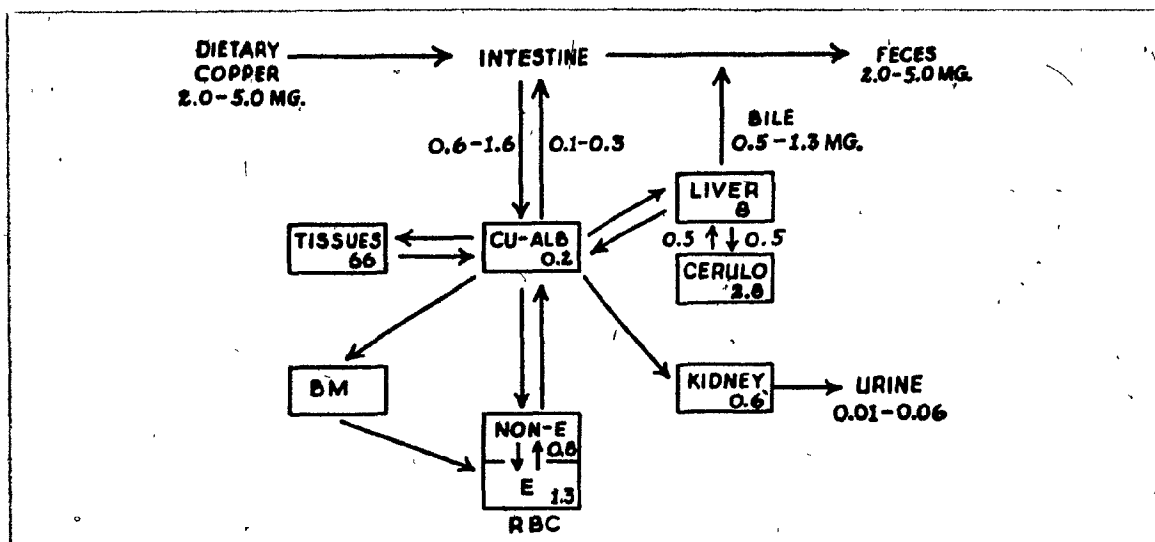 DIETARY
COPPER
2.0-5.0 MG.
INTESTINE
FECES
2.0-5.0 MG.
0.6-1.6
0.1-0.3
BILE
0.5-1.3 MG.
LIVER
8
TISSUES
66
CU-ALB
0.2
0.5
0.5
CERULO
2.8
BM
KIDNEY
0.6
URINE
0.01-0.06
NON-E
0.8
E
1.3
RBC